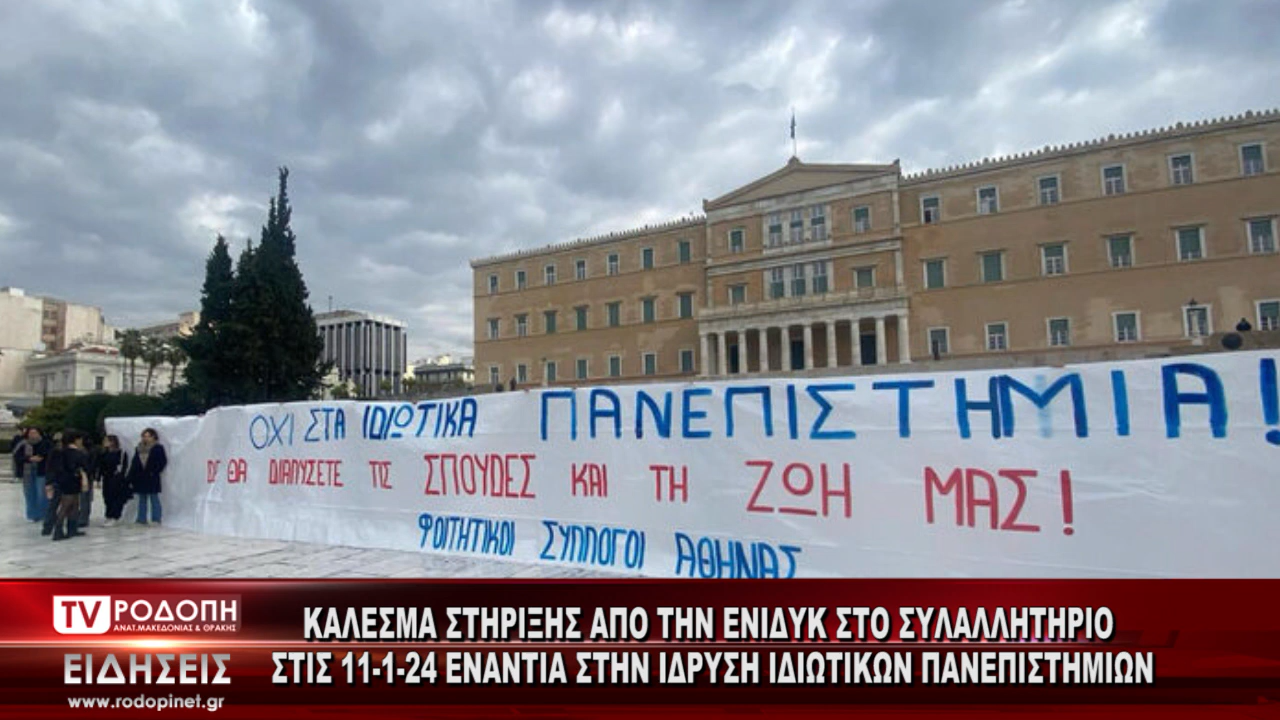 ΟΧΙ ΣΤΑ ΙΔΙΩΤΙΚΑ ΠΑΝΕΠΙΣΤΗΜΙΑ!
ΔΕ ΘΑ ΔΙΑΛΥΣΕΤΕ ΤΙΣ ΣΠΟΥΔΕΣ ΚΑΙ ΤΗ ΖΩΗ ΜΑΣ!
ΦΟΙΤΗΤΙΚΟΙ ΣΥΛΛΟΓΟΙ ΑΘΗΝΑΣ
TV ΡΟΔΟΠΗ
ΑΝΑΤ.ΜΑΚΕΔΟΝΙΑΣ & ΘΡΑΚΗΣ
ΕΙΔΗΣΕΙΣ
www.rodopinet.gr
ΚΑΛΕΣΜΑ ΣΤΗΡΙΞΗΣ ΑΠΟ ΤΗΝ ΕΝΙΔΥΚ ΣΤΟ ΣΥΛΑΛΛΗΤΗΡΙΟ
ΣΤΙΣ 11-1-24 ΕΝΑΝΤΙΑ ΣΤΗΝ ΙΔΡΥΣΗ ΙΔΙΩΤΙΚΩΝ ΠΑΝΕΠΙΣΤΗΜΙΩΝ